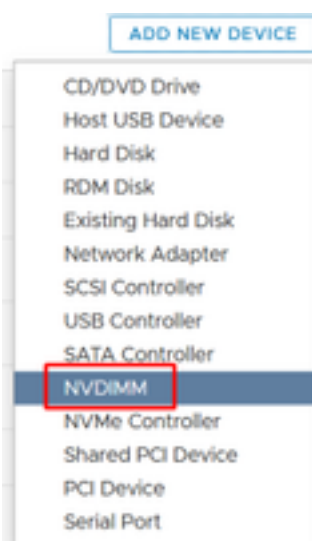 ADD NEW DEVICE
CD/DVD Drive
Host USB Device
Hard Disk
RDM Disk
Existing Hard Disk
Network Adapter
SCSI Controller
USB Controller
SATA Controller
NVDIMM
NVMe Controller
Shared PCI Device
PCI Device
Serial Port